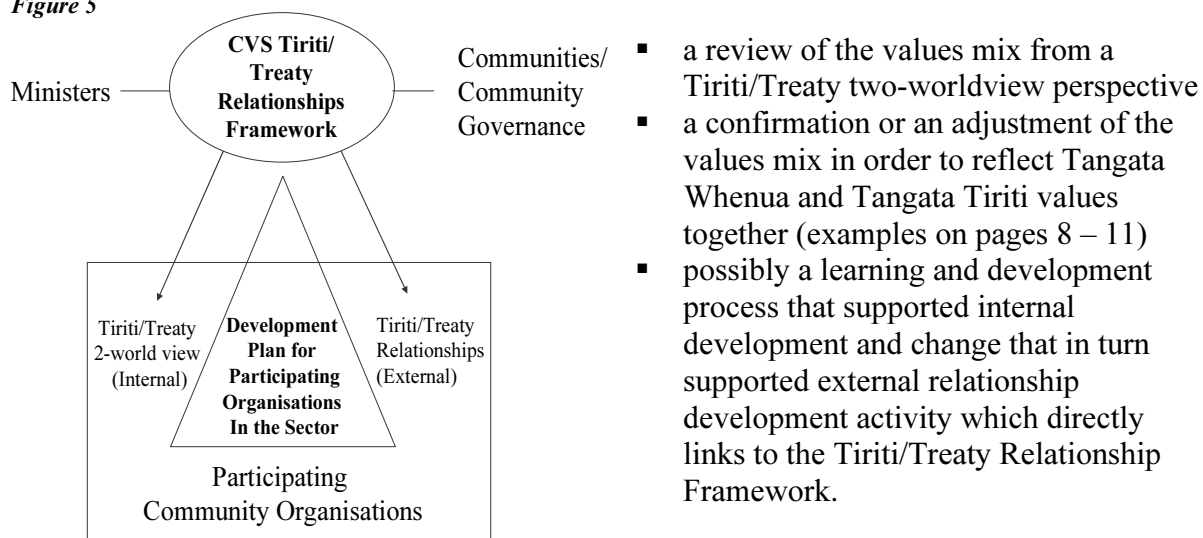 Figure 5
CVS Tiriti/
Treaty
Relationships
Framework
Ministers
Communities/
Community
Governance
Tiriti/Treaty
2-world view
(Internal)
Development
Plan for
Participating
Organisations
In the Sector
Tiriti/Treaty
Relationships
(External)
Participating
Community Organisations
▪ a review of the values mix from a
Tiriti/Treaty two-worldview perspective
▪ a confirmation or an adjustment of the
values mix in order to reflect Tangata
Whenua and Tangata Tiriti values
together (examples on pages 8 – 11)
▪ possibly a learning and development
process that supported internal
development and change that in turn
supported external relationship
development activity which directly
links to the Tiriti/Treaty Relationship
Framework.